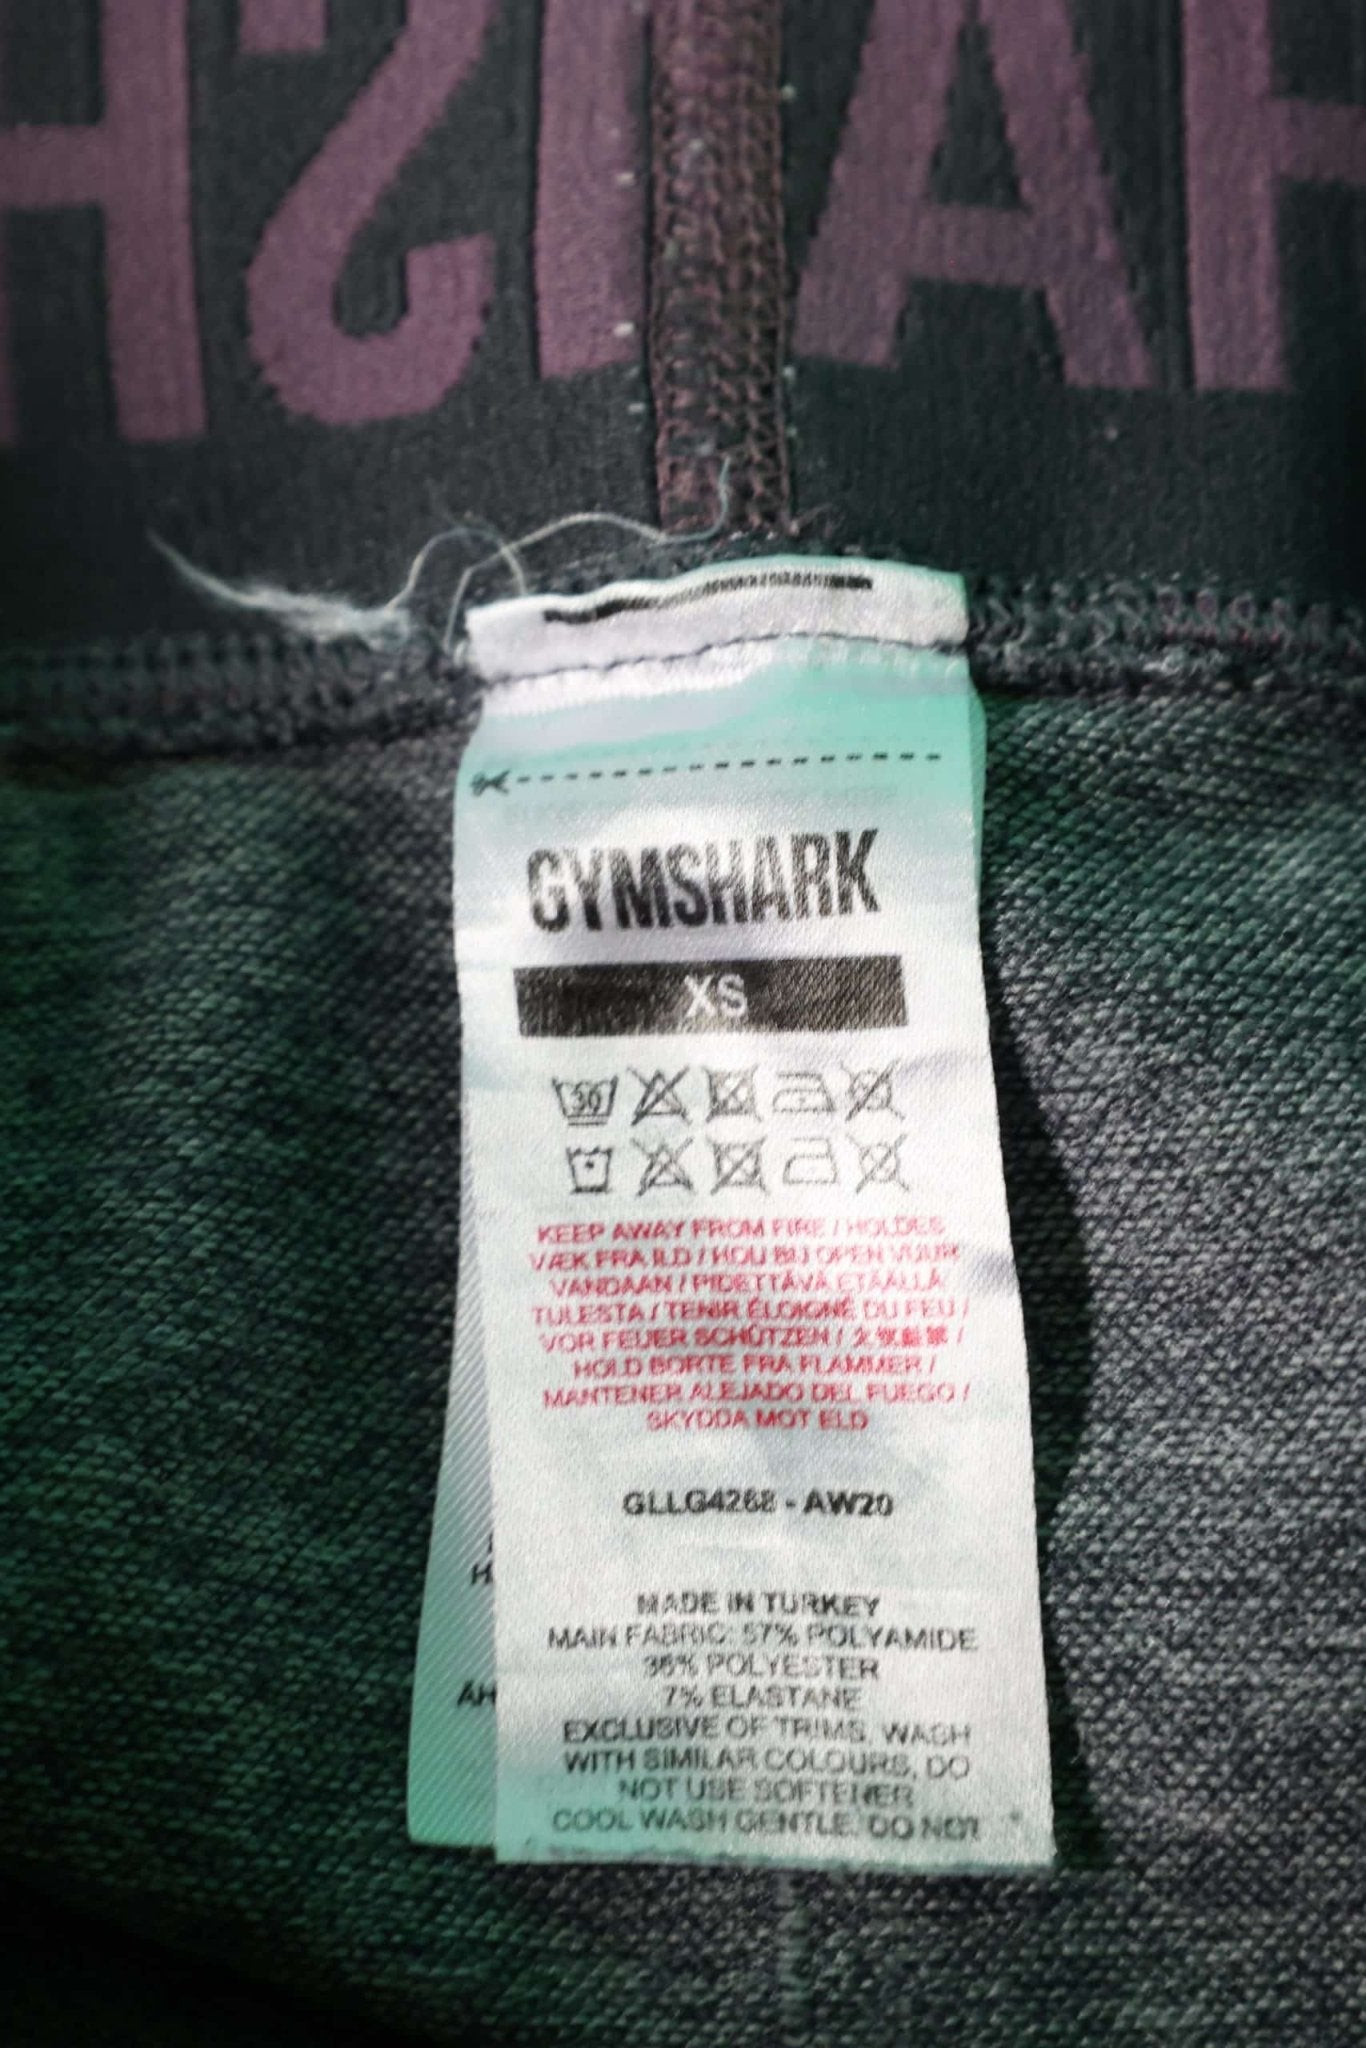 GYMSHARK
XS
30
KEEP AWAY FROM FIRE / HOLDES
VÆK FRA ILD / HOU BIJ OPEN VUUR
VANDAAN / PIDETTÄVÄ ETÄÄLLÄ
TULESTA / TENIR ÉLOIGNÉ DU FEU /
VOR FEUER SCHÜTZEN / /
HOLD BORTE FRA FLAMMER /
MANTENER ALEJADO DEL FUEGO /
SKYDDA MOT ELD
GLLG4268 - AW20
MADE IN TURKEY
MAIN FABRIC: 57% POLYAMIDE
36% POLYESTER
7% ELASTANE
EXCLUSIVE OF TRIMS, WASH
WITH SIMILAR COLOURS, DO
NOT USE SOFTENER
COOL WASH GENTLE. DO NOT